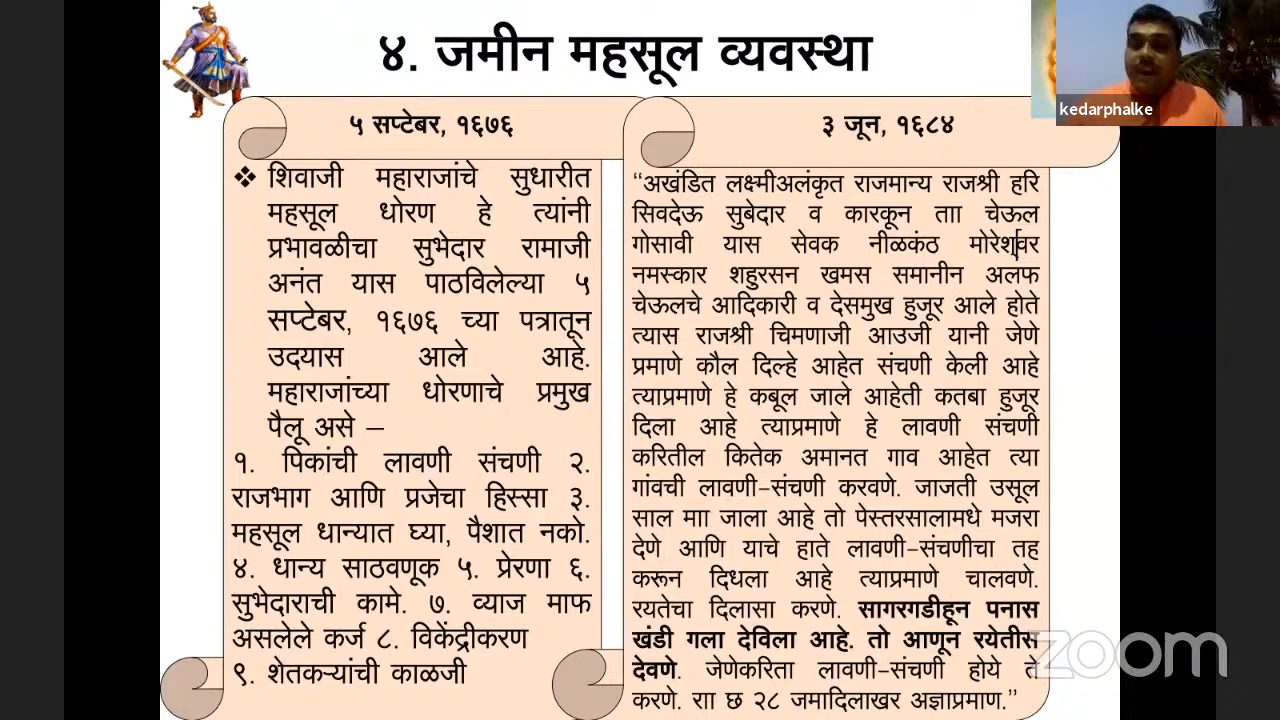 ४. जमीन महसूल व्यवस्था
kedarphalke
५ सप्टेबर, १६७६
❖ शिवाजी महाराजांचे सुधारीत
महसूल धोरण हे त्यांनी
प्रभावळीचा सुभेदार रामाजी
अनंत यास पाठविलेल्या ५
सप्टेबर, १६७६ च्या पत्रातून
उदयास आले आहे.
महाराजांच्या धोरणाचे प्रमुख
पैलू असे –
१. पिकांची लावणी संचणी २.
राजभाग आणि प्रजेचा हिस्सा ३.
महसूल धान्यात घ्या, पैशात नको.
४. धान्य साठवणूक ५. प्रेरणा ६.
सुभेदाराची कामे. ७. व्याज माफ
असलेले कर्ज ८. विकेंद्रीकरण
९. शेतकऱ्यांची काळजी
३ जून, १६८४
“अखंडित लक्ष्मीअलंकृत राजमान्य राजश्री हरि
सिवदेऊ सुबेदार व कारकून ताा चेऊल
गोसावी यास सेवक नीळकंठ मोरेश्वर
नमस्कार शहुरसन खमस समानीन अलफ
चेऊलचे आदिकारी व देसमुख हुजूर आले होते
त्यास राजश्री चिमणाजी आउजी यानी जेणे
प्रमाणे कौल दिल्हे आहेत संचणी केली आहे
त्याप्रमाणे हे कबूल जाले आहेती कतबा हुजूर
दिला आहे त्याप्रमाणे हे लावणी संचणी
करितील कितेक अमानत गाव आहेत त्या
गांवची लावणी-संचणी करवणे. जाजती उसूल
साल माा जाला आहे तो पेस्तरसालामधे मजरा
देणे आणि याचे हाते लावणी-संचणीचा तह
करून दिधला आहे त्याप्रमाणे चालवणे.
रयतेचा दिलासा करणे. सागरगडीहून पनास
खंडी गला देविला आहे. तो आणून रयेतीस
देवणे. जेणेकरिता लावणी-संचणी होये ते
करणे. राा छ २८ जमादिलाखर अज्ञाप्रमाण.”
zoom